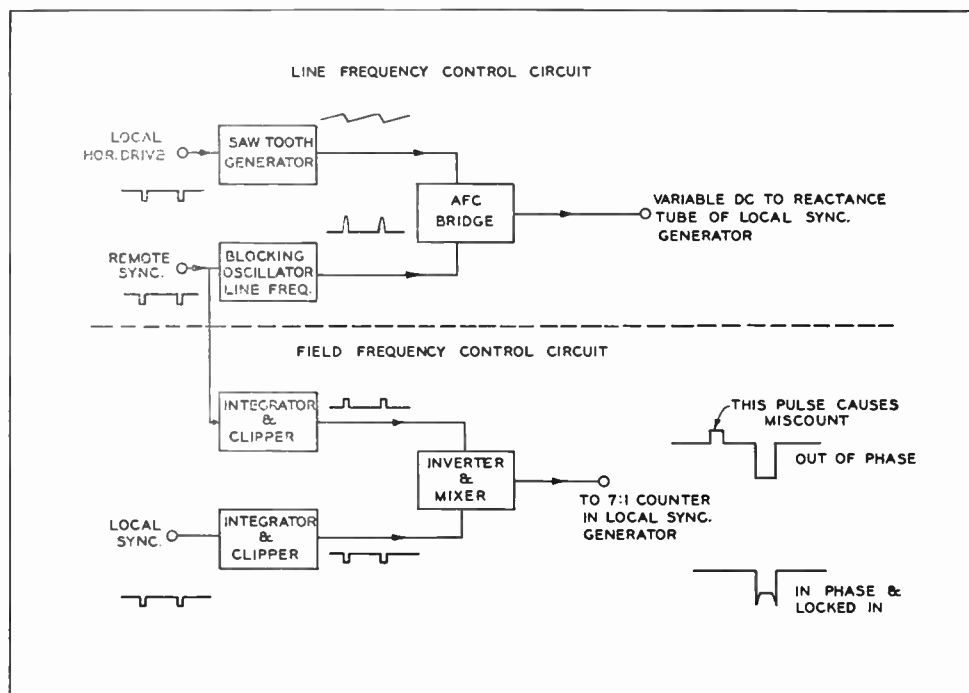 LINE FREQUENCY CONTROL CIRCUIT
LOCAL
HOR. DRIVE
SAW TOOTH
GENERATOR
AFC
BRIDGE
VARIABLE DC TO REACTANCE
TUBE OF LOCAL SYNC.
GENERATOR
REMOTE
SYNC.
BLOCKING
OSCILLATOR
LINE FREQ.
FIELD FREQUENCY CONTROL CIRCUIT
INTEGRATOR
&
CLIPPER
THIS PULSE CAUSES
MISCOUNT
OUT OF PHASE
INVERTER
&
MIXER
TO 7:1 COUNTER
IN LOCAL SYNC.
GENERATOR
LOCAL
SYNC.
INTEGRATOR
&
CLIPPER
IN PHASE &
LOCKED IN